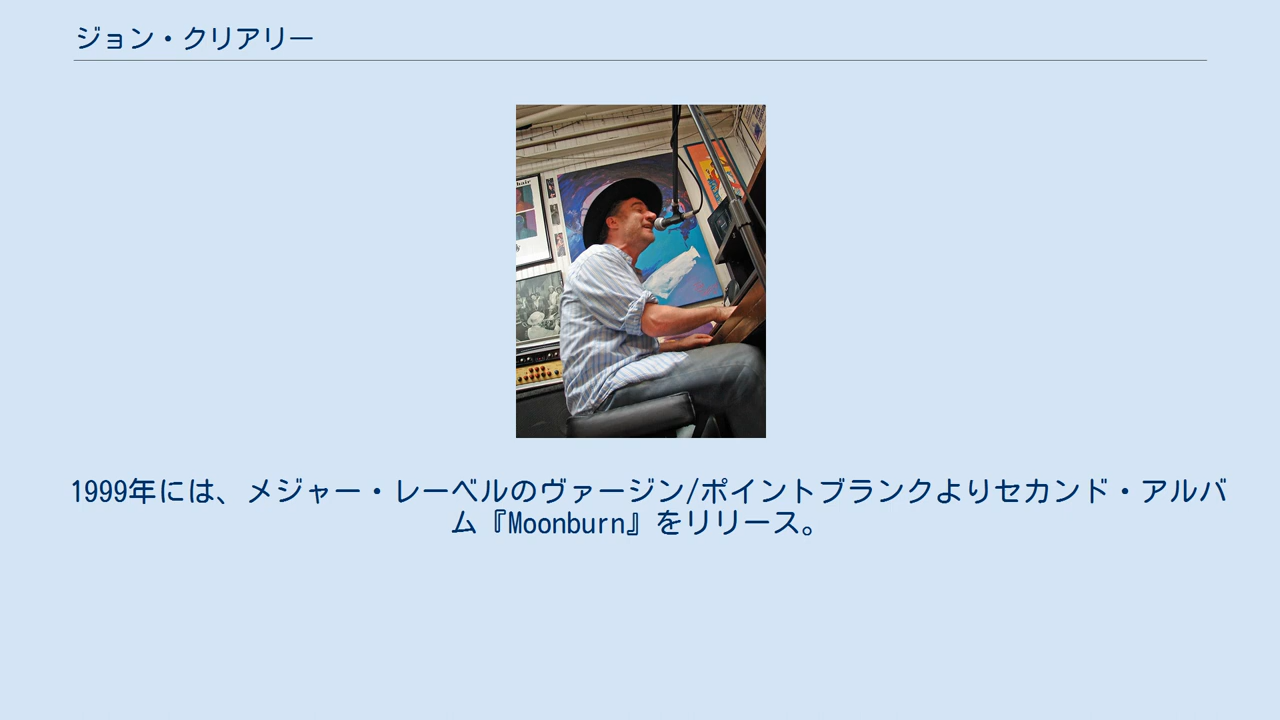 ジョン・クリアリー
1999年には、メジャー・レーベルのヴァージン/ポイントブランクよりセカンド・アルバ
ム『Moonburn』をリリース。